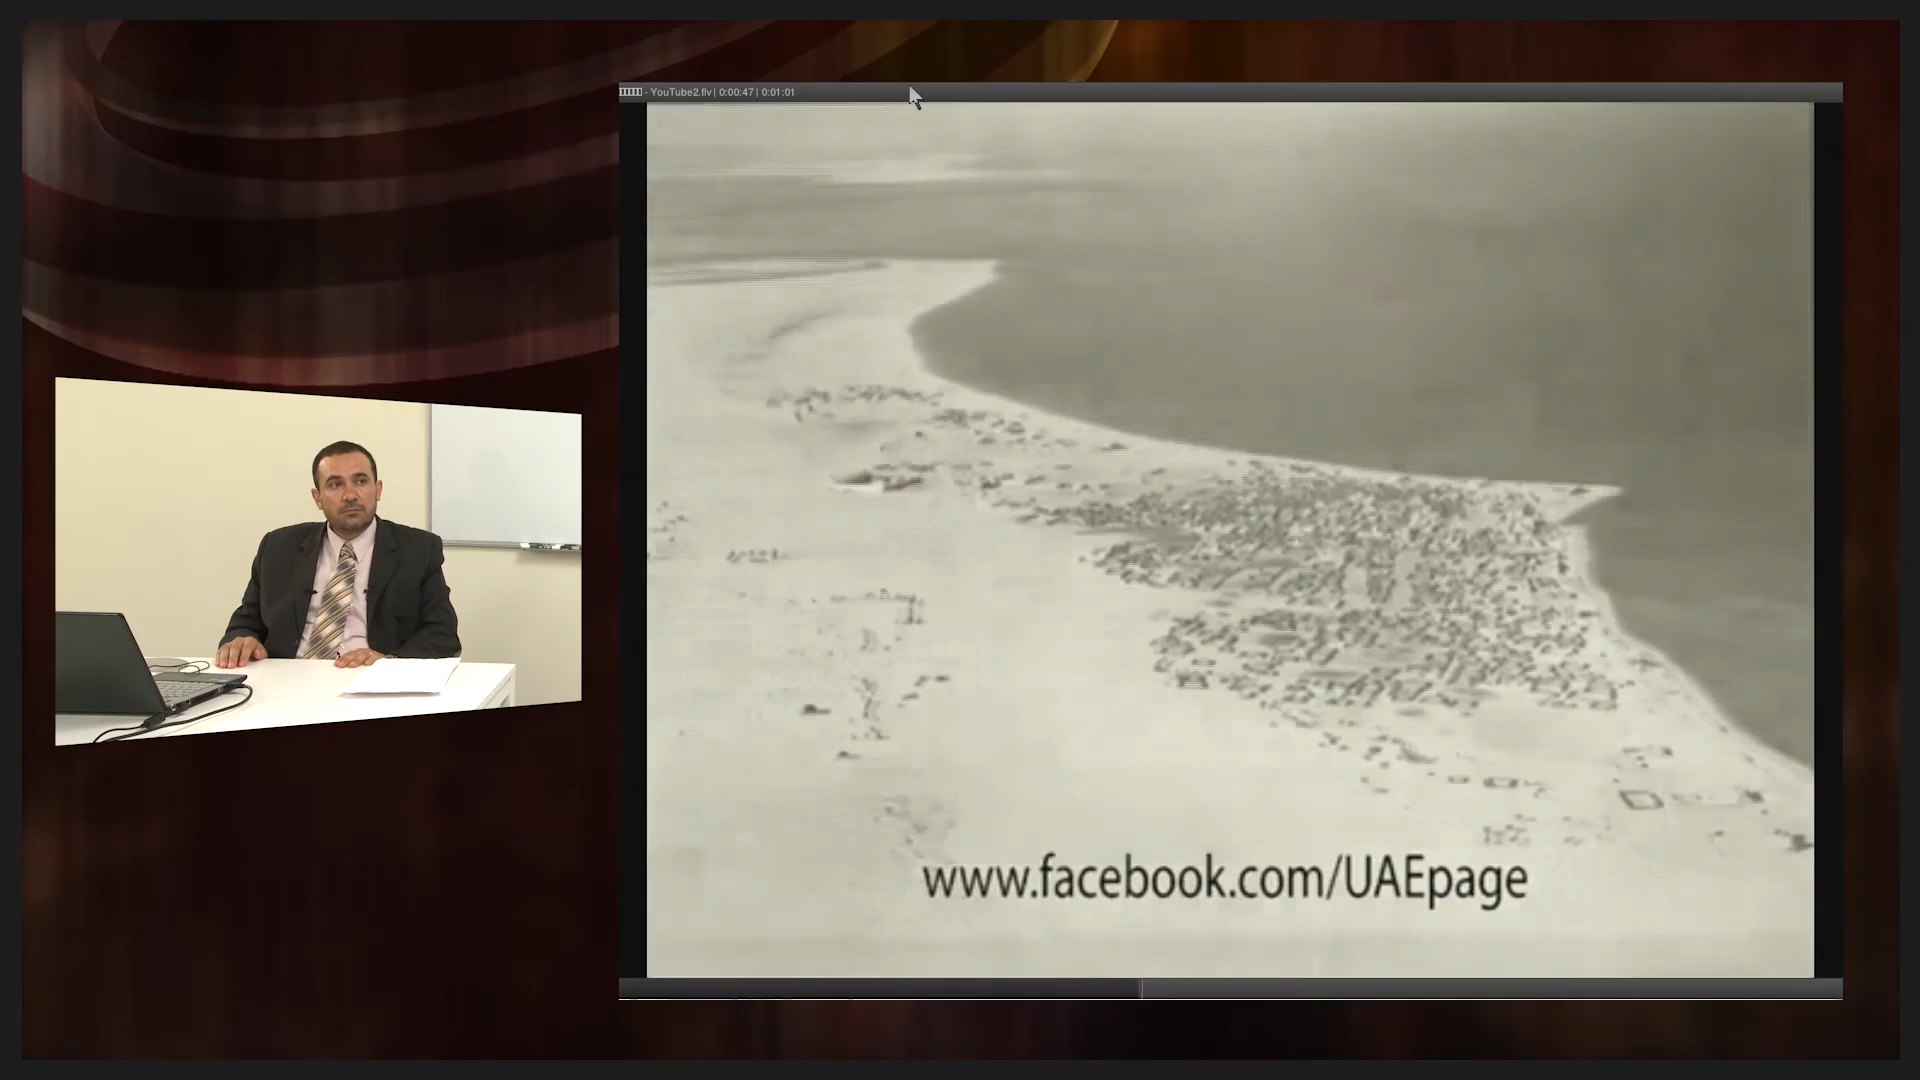 - YouTube2.flv | 0:00:47 | 0:01:01
www.facebook.com/UAEpage